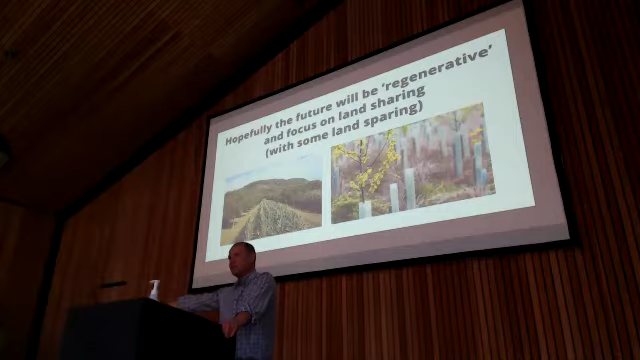 Hopefully the future will be 'regenerative'
and focus on land sharing
(with some land sparing)